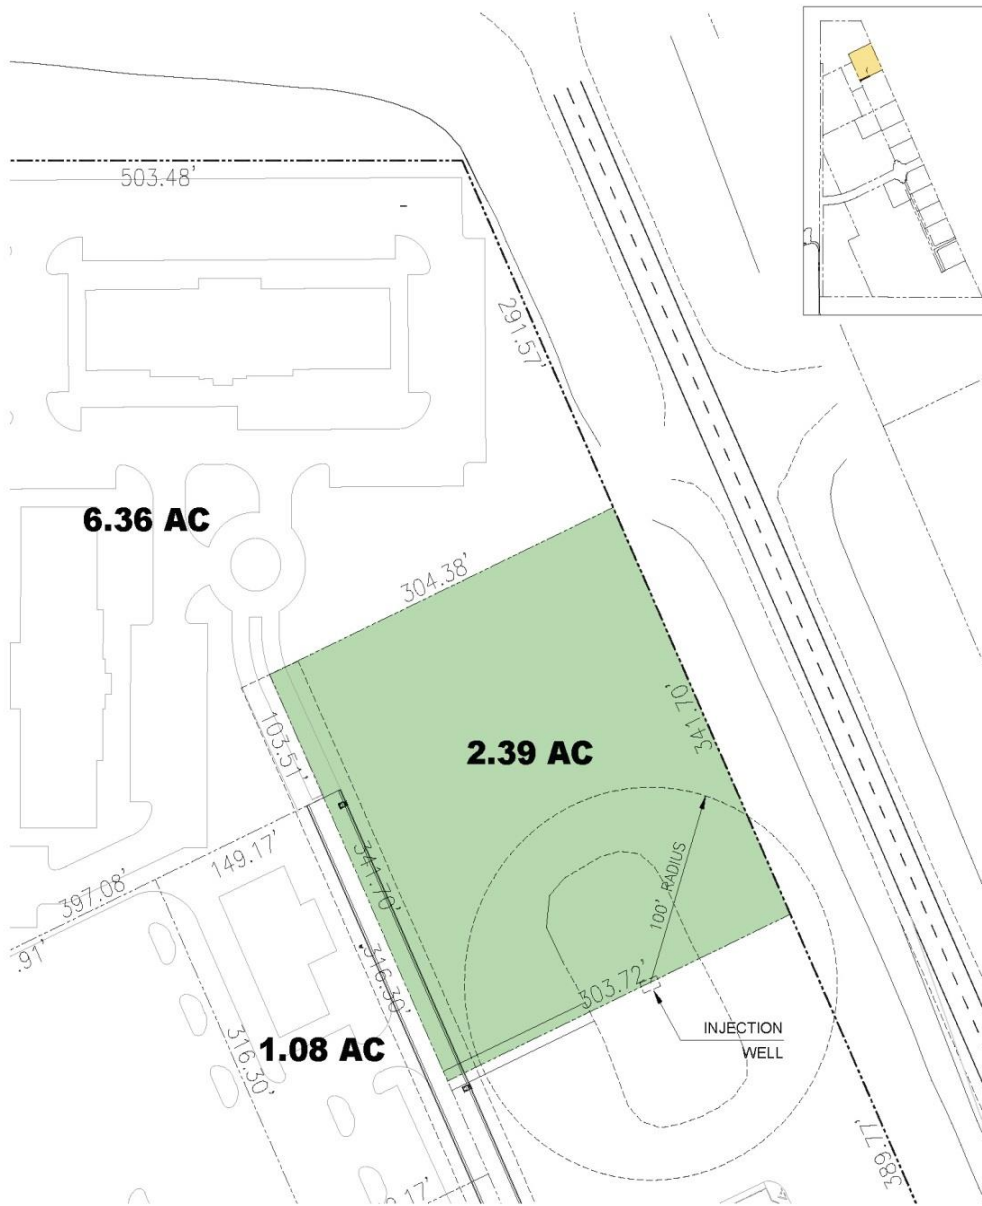 503.48'
291.57'
6.36 AC
304.38'
103.51'
2.39 AC
341.70'
341.70'
149.17'
397.08'
.91'
100' RADIUS
316.30'
303.72'
INJECTION
WELL
1.08 AC
316.30'
389.77'